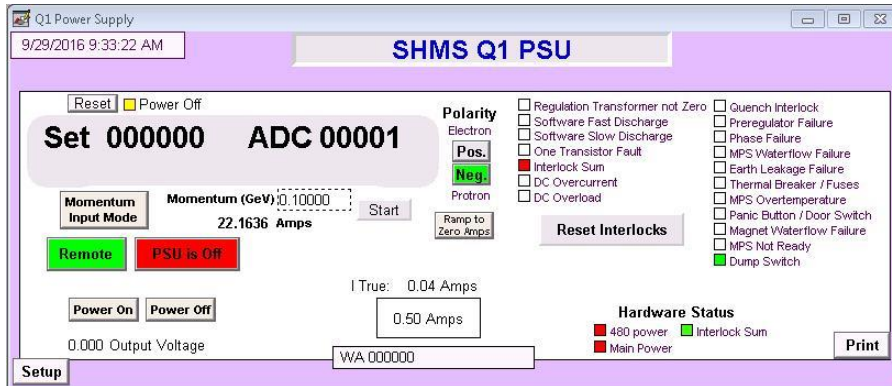 Q1 Power Supply
9/29/2016 9:33:22 AM
SHMS Q1 PSU
Reset Power Off
Set 000000 ADC 00001
Polarity
Electron
Pos.
Neg.
Protron
Ramp to
Zero Amps
Momentum
Input Mode
Momentum (GeV) 0.10000
Start
22.1636 Amps
Remote
PSU is Off
Regulation Transformer not Zero
Software Fast Discharge
Software Slow Discharge
One Transistor Fault
Interlock Sum
DC Overcurrent
DC Overload
Reset Interlocks
Quench Interlock
Preregulator Failure
Phase Failure
MPS Waterflow Failure
Earth Leakage Failure
Thermal Breaker / Fuses
MPS Overtemperature
Panic Button / Door Switch
Magnet Waterflow Failure
MPS Not Ready
Dump Switch
I True: 0.04 Amps
0.50 Amps
Power On
Power Off
0.000 Output Voltage
WA 000000
Hardware Status
480 power
Interlock Sum
Main Power
Print
Setup